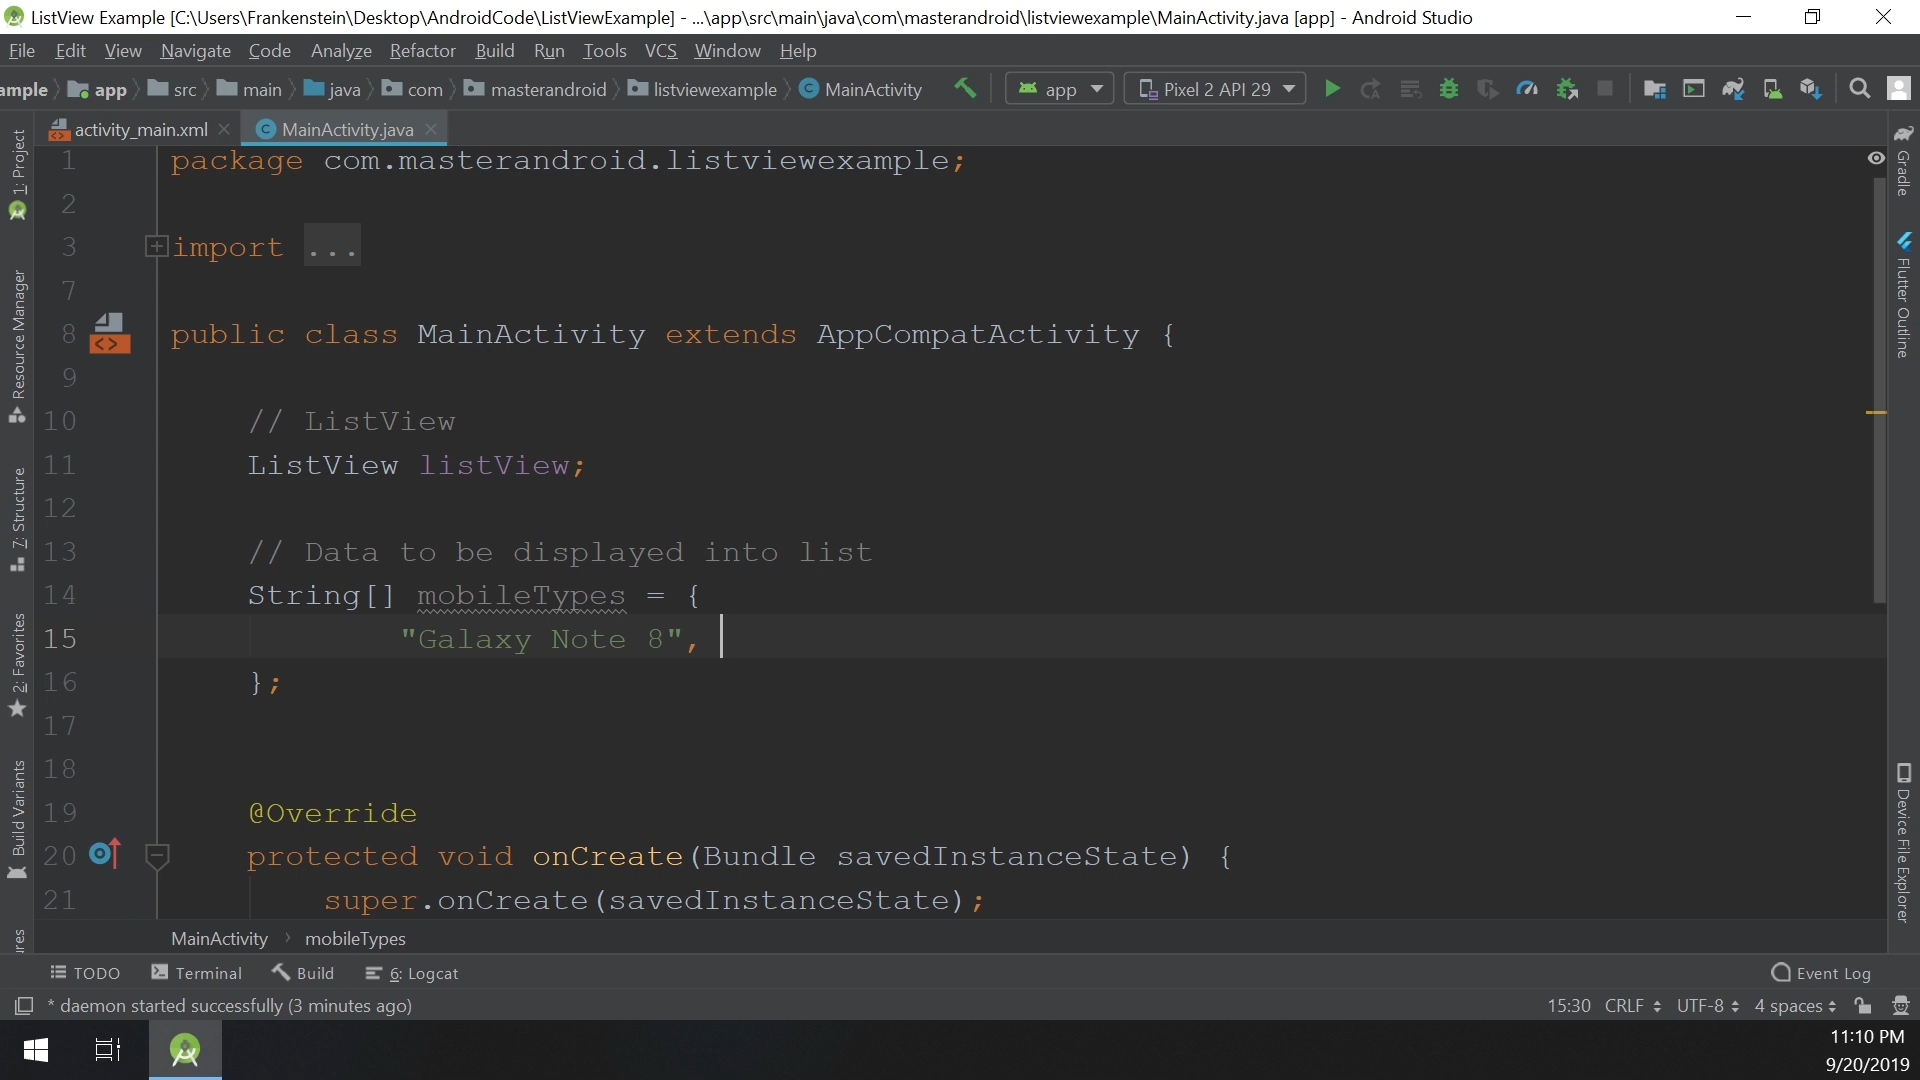 ListView Example [C:\Users\Frankenstein\Desktop\AndroidCode\ListViewExample] - ...\app\src\main\java\com\masterandroid\listviewexample\MainActivity.java [app] - Android Studio
File Edit View Navigate Code Analyze Refactor Build Run Tools VCS Window Help
ample app src main java com masterandroid listviewexample MainActivity app Pixel 2 API 29
activity_main.xml MainActivity.java
1: Project
Resource Manager
7: Structure
2: Favorites
Build Variants
ures
1 package com.masterandroid.listviewexample;
2
3 import ...
7
8 public class MainActivity extends AppCompatActivity {
9
10 // ListView
11 ListView listView;
12
13 // Data to be displayed into list
14 String[] mobileTypes = {
15 "Galaxy Note 8",
16 };
17
18
19 @Override
20 protected void onCreate(Bundle savedInstanceState) {
21 super.onCreate(savedInstanceState);
Gradle
Flutter Outline
Device File Explorer
MainActivity mobileTypes
TODO Terminal Build 6: Logcat Event Log
* daemon started successfully (3 minutes ago) 15:30 CRLF UTF-8 4 spaces
11:10 PM
9/20/2019